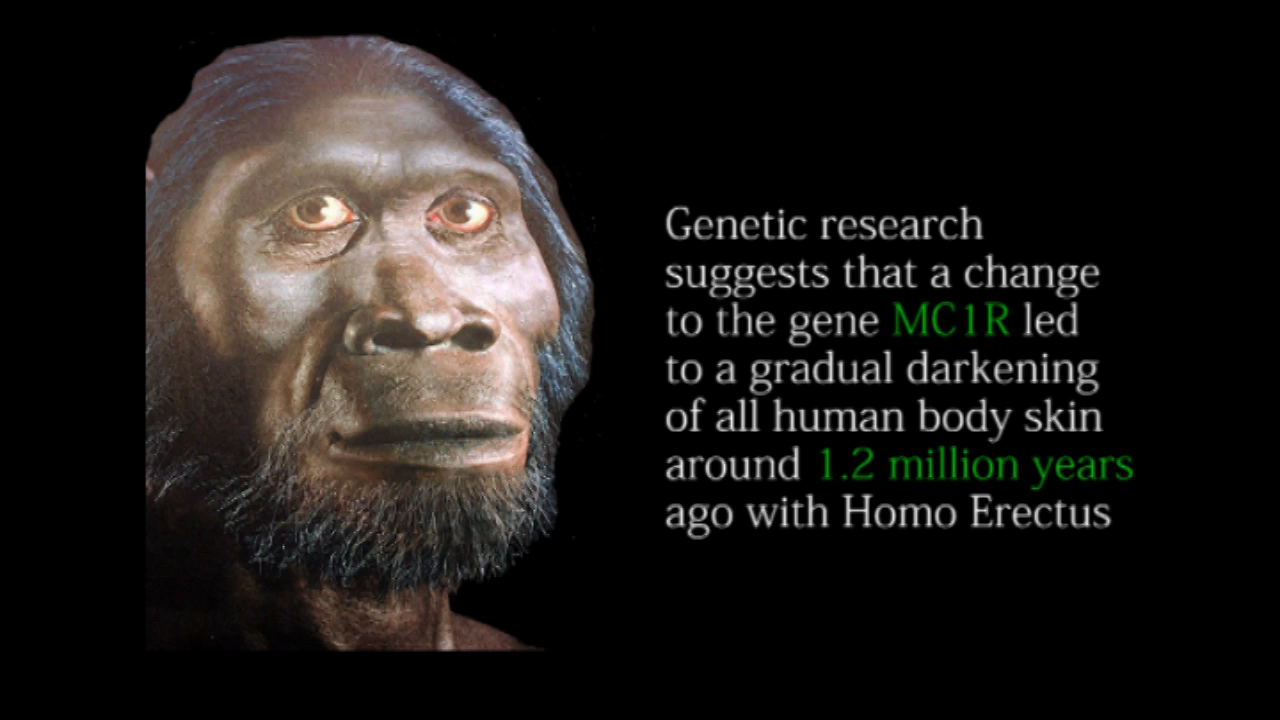 Genetic research
suggests that a change
to the gene MC1R led
to a gradual darkening
of all human body skin
around 1.2 million years
ago with Homo Erectus